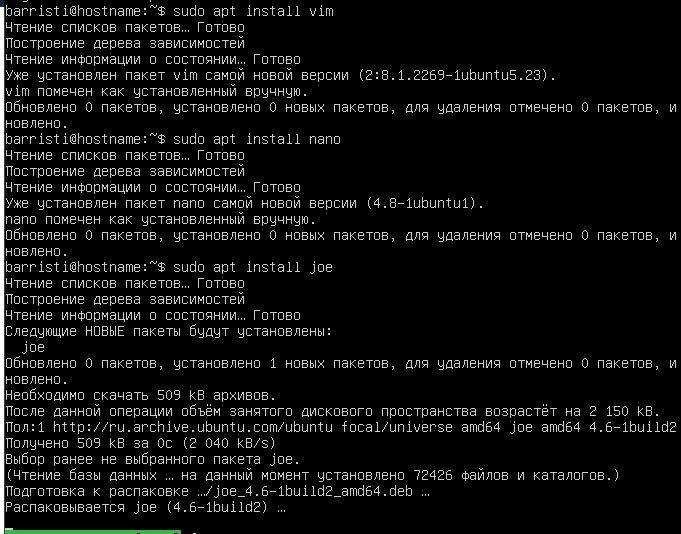 barristi@hostname:~$ sudo apt install vim
Чтение списков пакетов… Готово
Построение дерева зависимостей
Чтение информации о состоянии… Готово
Уже установлен пакет vim самой новой версии (2:8.1.2269-1ubuntu5.23).
vim помечен как установленный вручную.
Обновлено 0 пакетов, установлено 0 новых пакетов, для удаления отмечено 0 пакетов, и
новлено.
barristi@hostname:~$ sudo apt install nano
Чтение списков пакетов… Готово
Построение дерева зависимостей
Чтение информации о состоянии… Готово
Уже установлен пакет nano самой новой версии (4.8-1ubuntu1).
nano помечен как установленный вручную.
Обновлено 0 пакетов, установлено 0 новых пакетов, для удаления отмечено 0 пакетов, и
новлено.
barristi@hostname:~$ sudo apt install joe
Чтение списков пакетов… Готово
Построение дерева зависимостей
Чтение информации о состоянии… Готово
Следующие НОВЫЕ пакеты будут установлены:
joe
Обновлено 0 пакетов, установлено 1 новых пакетов, для удаления отмечено 0 пакетов, и
новлено.
Необходимо скачать 509 kB архивов.
После данной операции объём занятого дискового пространства возрастёт на 2 150 kB.
Пол:1 http://ru.archive.ubuntu.com/ubuntu focal/universe amd64 joe amd64 4.6-1build2
Получено 509 kB за 0с (2 040 kB/s)
Выбор ранее не выбранного пакета joe.
(Чтение базы данных … на данный момент установлено 72426 файлов и каталогов.)
Подготовка к распаковке …/joe_4.6-1build2_amd64.deb …
Распаковывается joe (4.6-1build2) …